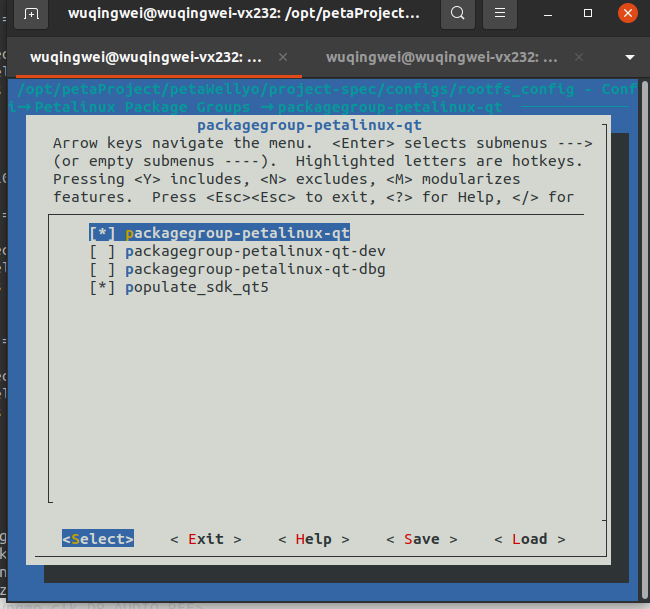 wuqingwei@wuqingwei-vx232: /opt/petaProject...
wuqingwei@wuqingwei-vx232: ... ×
wuqingwei@wuqingwei-vx232: ... ×
/opt/petaProject/petaWellyo/project-spec/configs/rootfs_config - Conf
i→Petalinux Package Groups →packagegroup-petalinux-qt
packagegroup-petalinux-qt
Arrow keys navigate the menu.  <Enter> selects submenus --->
(or empty submenus ----).  Highlighted letters are hotkeys.
Pressing <Y> includes, <N> excludes, <M> modularizes
features.  Press <Esc><Esc> to exit, <?> for Help, </> for
[*] packagegroup-petalinux-qt
[ ] packagegroup-petalinux-qt-dev
[ ] packagegroup-petalinux-qt-dbg
[*] populate_sdk_qt5
<Select>    < Exit >    < Help >    < Save >    < Load >